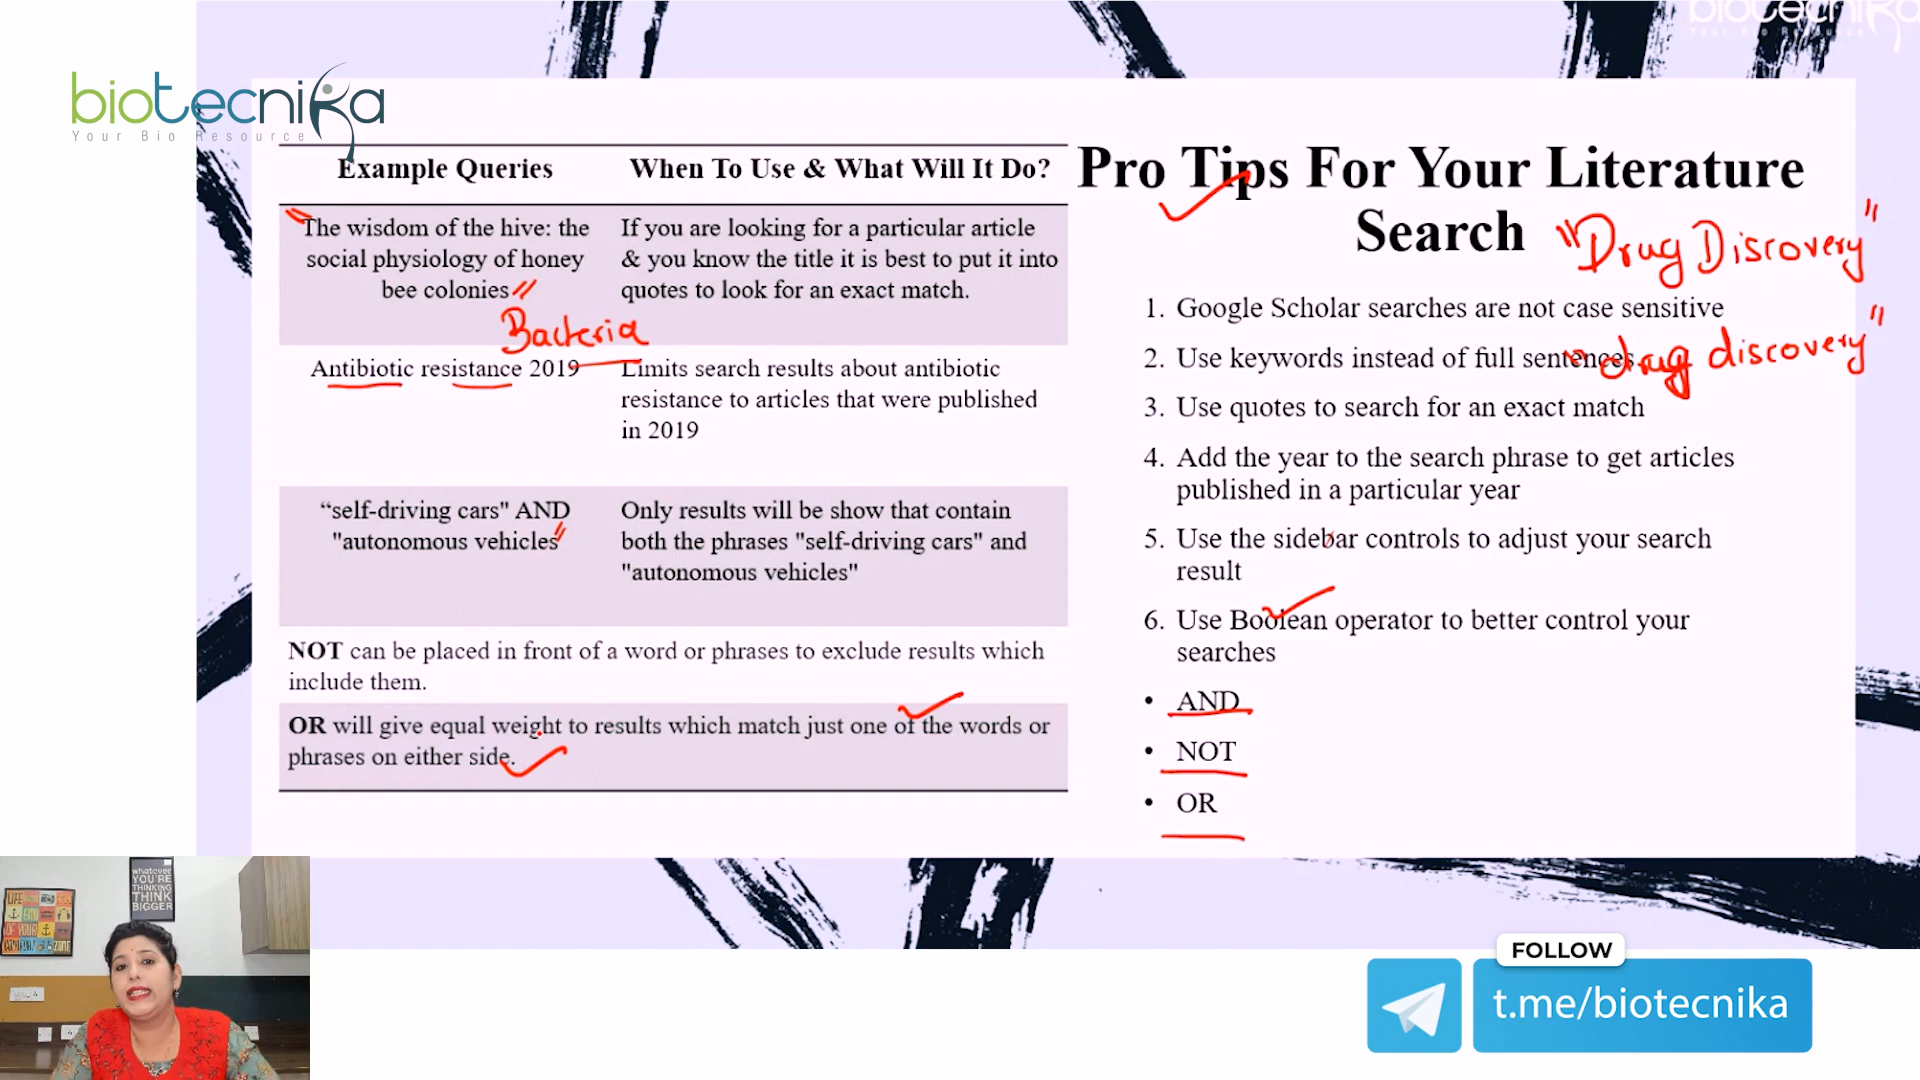 biotecnika
Your Bio Resource
biotecnika
Your Bio Resource
Example Queries
When To Use & What Will It Do?
"The wisdom of the hive: the
social physiology of honey
bee colonies"
If you are looking for a particular article
& you know the title it is best to put it into
quotes to look for an exact match.
Bacteria
Antibiotic resistance 2019
Limits search results about antibiotic
resistance to articles that were published
in 2019
“self-driving cars" AND
"autonomous vehicles"
Only results will be show that contain
both the phrases "self-driving cars" and
"autonomous vehicles"
NOT can be placed in front of a word or phrases to exclude results which
include them.
OR will give equal weight to results which match just one of the words or
phrases on either side.
Pro Tips For Your Literature
Search
"Drug Discovery"
1. Google Scholar searches are not case sensitive
2. Use keywords instead of full sentences.
"drug discovery"
3. Use quotes to search for an exact match
4. Add the year to the search phrase to get articles
published in a particular year
5. Use the sidebar controls to adjust your search
result
6. Use Boolean operator to better control your
searches
• AND
• NOT
• OR
whatever
YOU'RE
THINKING
THINK
BIGGER
FOLLOW
t.me/biotecnika